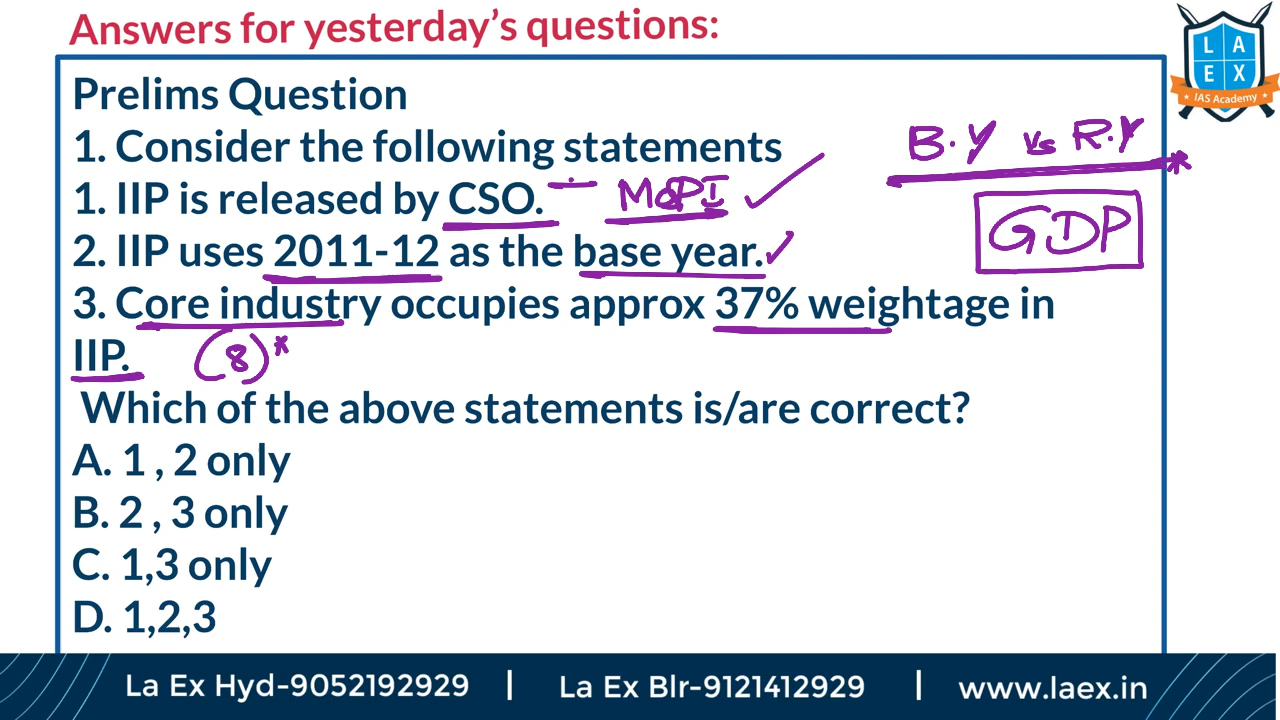 Answers for yesterday's questions:
L A
E X
IAS Academy
Prelims Question
B.Y vs R.Y
1. Consider the following statements
1. IIP is released by CSO. MOPI
GDP
2. IIP uses 2011-12 as the base year.
3. Core industry occupies approx 37% weightage in
IIP. (8)*
Which of the above statements is/are correct?
A. 1 , 2 only
B. 2 , 3 only
C. 1,3 only
D. 1,2,3
La Ex Hyd-9052192929 | La Ex Blr-9121412929 | www.laex.in